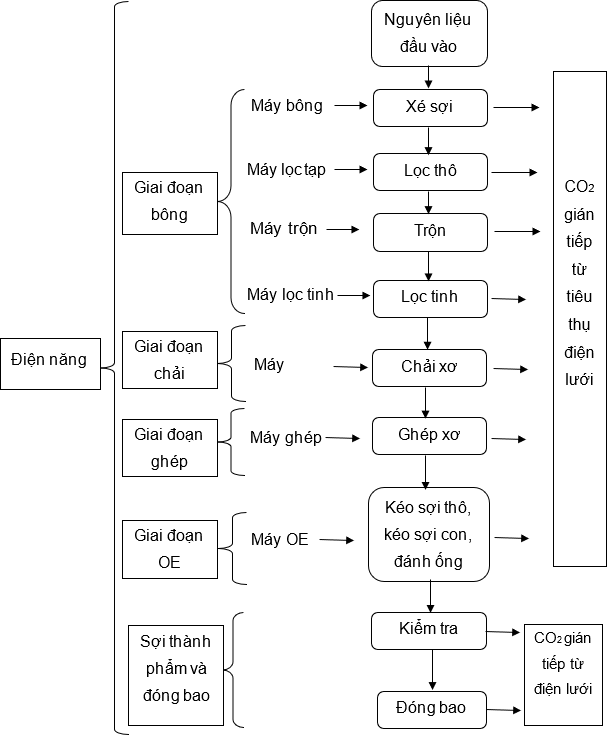 Nguyên liệu
đầu vào
Máy bông
Xé sợi
Máy lọc tạp
Lọc thô
Giai đoạn
bông
Máy trộn
Trộn
Máy lọc tinh
Lọc tinh
CO2
gián
tiếp
từ
tiêu
thụ
điện
lưới
Điện năng
Giai đoạn
chải
Máy
Chải xơ
Giai đoạn
ghép
Máy ghép
Ghép xơ
Giai đoạn
OE
Máy OE
Kéo sợi thô,
kéo sợi con,
đánh ống
Sợi thành
phẩm và
đóng bao
Kiểm tra
Đóng bao
CO2 gián
tiếp từ
điện lưới